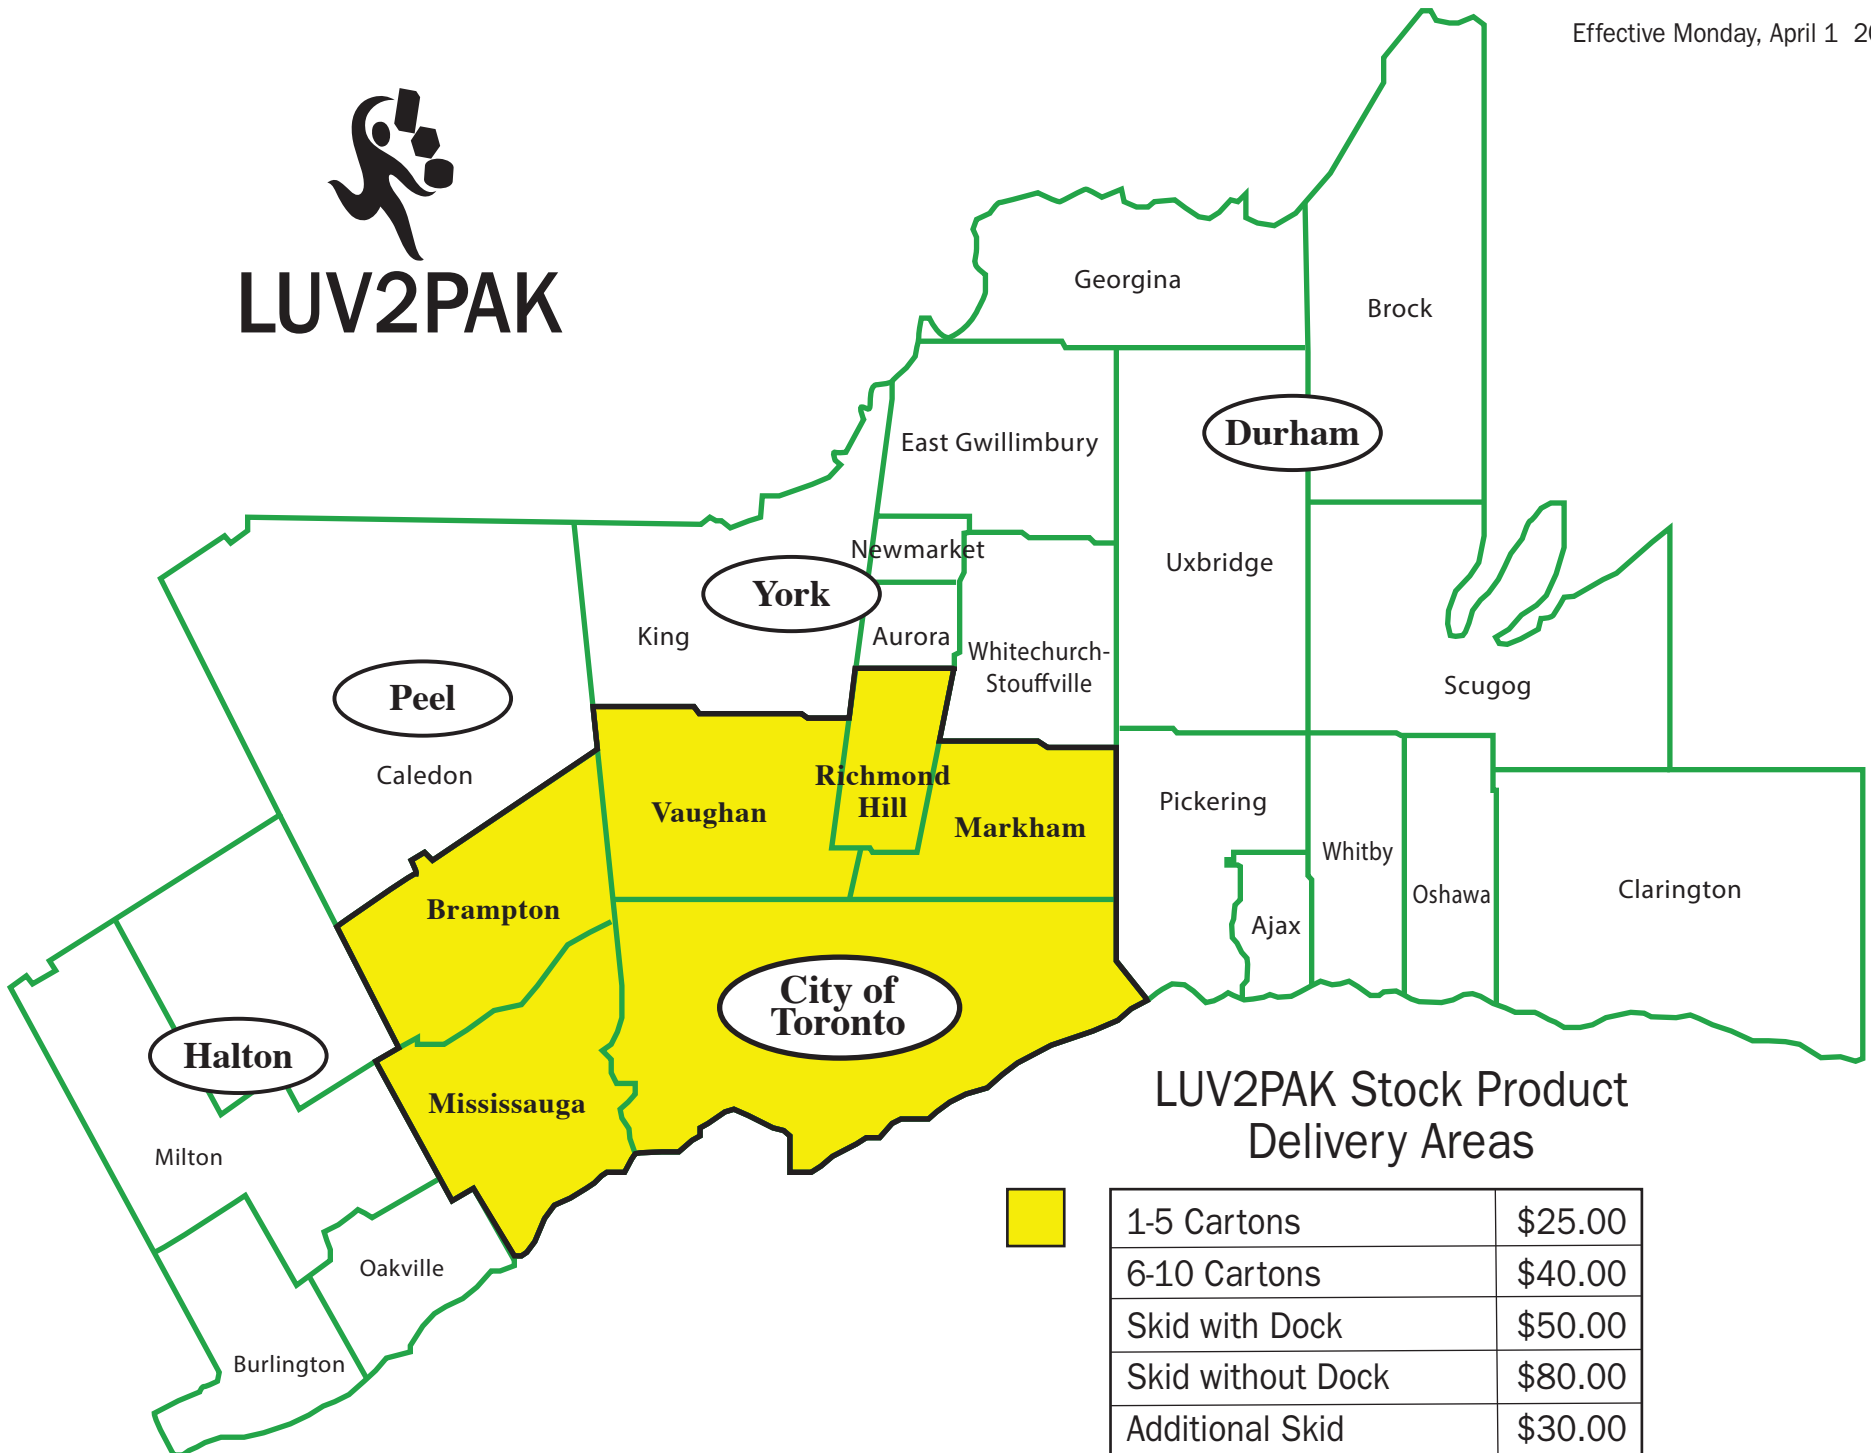 Effective Monday, April 1
LUV2PAK
Georgina
Brock
Durham
East Gwillimbury
Newmarket
Uxbridge
York
King
Aurora
Whitechurch-
Stouffville
Scugog
Peel
Caledon
Richmond
Hill
Vaughan
Markham
Pickering
Whitby
Oshawa
Clarington
Ajax
Brampton
City of
Toronto
Halton
Mississauga
Milton
Oakville
Burlington
LUV2PAK Stock Product
Delivery Areas
1-5 Cartons $25.00
6-10 Cartons $40.00
Skid with Dock $50.00
Skid without Dock $80.00
Additional Skid $30.00